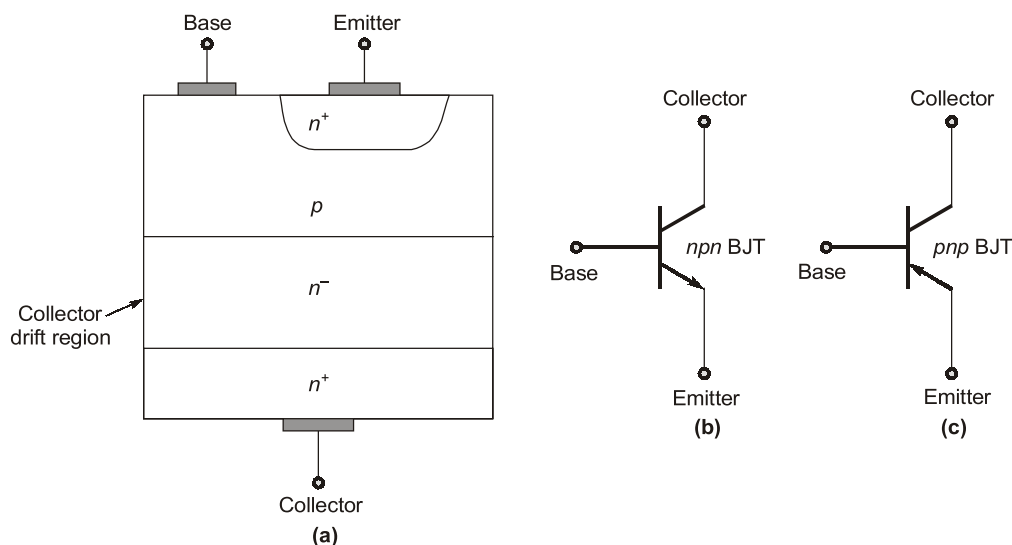 Base
Emitter
n+
p
n−
n+
Collector
drift region
Collector
(a)
Collector
npn BJT
Base
Emitter
(b)
Collector
pnp BJT
Base
Emitter
(c)